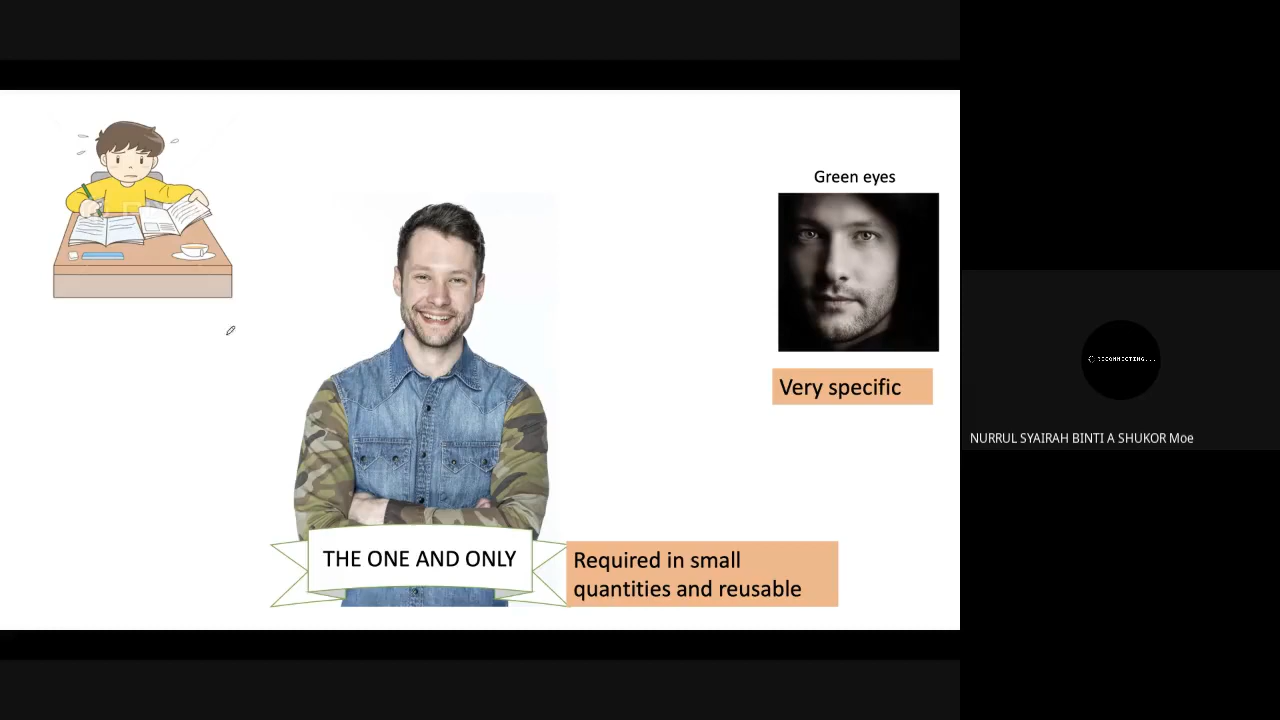 Green eyes
Very specific
THE ONE AND ONLY
Required in small
quantities and reusable
RECONNECTING...
NURRUL SYAIRAH BINTI A SHUKOR Moe